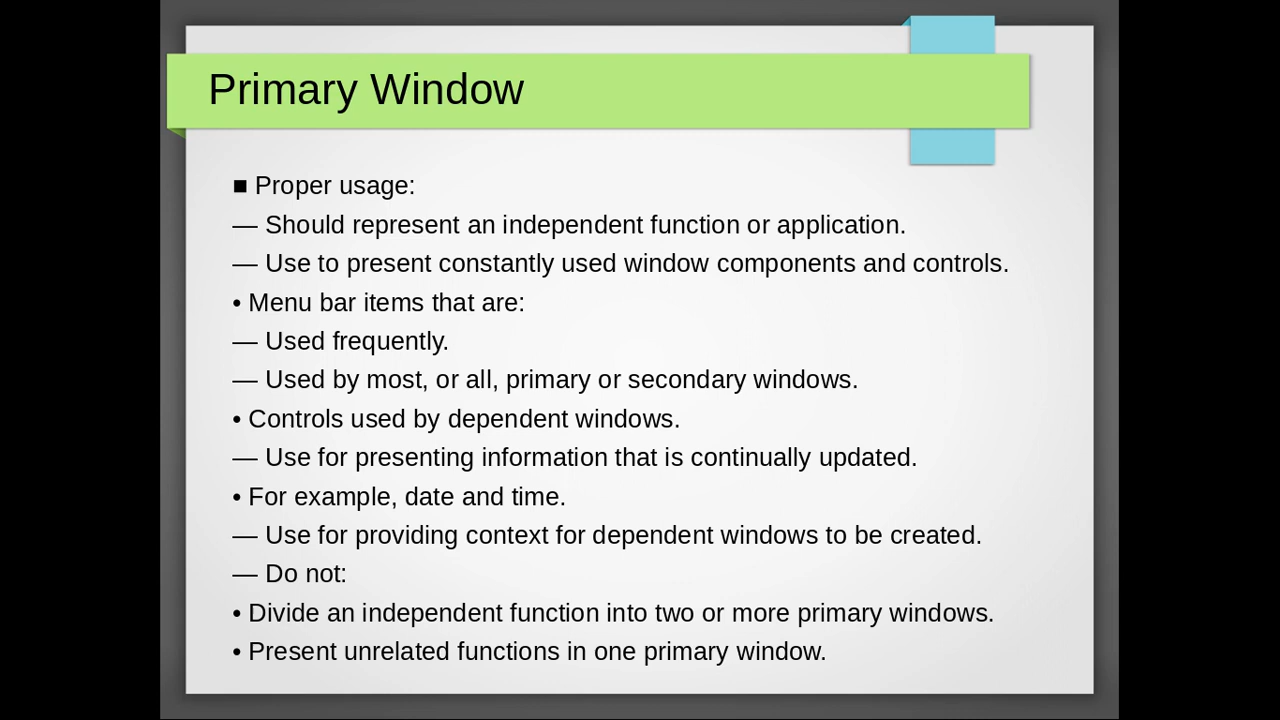 Primary Window
■ Proper usage:
— Should represent an independent function or application.
— Use to present constantly used window components and controls.
• Menu bar items that are:
— Used frequently.
— Used by most, or all, primary or secondary windows.
• Controls used by dependent windows.
— Use for presenting information that is continually updated.
• For example, date and time.
— Use for providing context for dependent windows to be created.
— Do not:
• Divide an independent function into two or more primary windows.
• Present unrelated functions in one primary window.